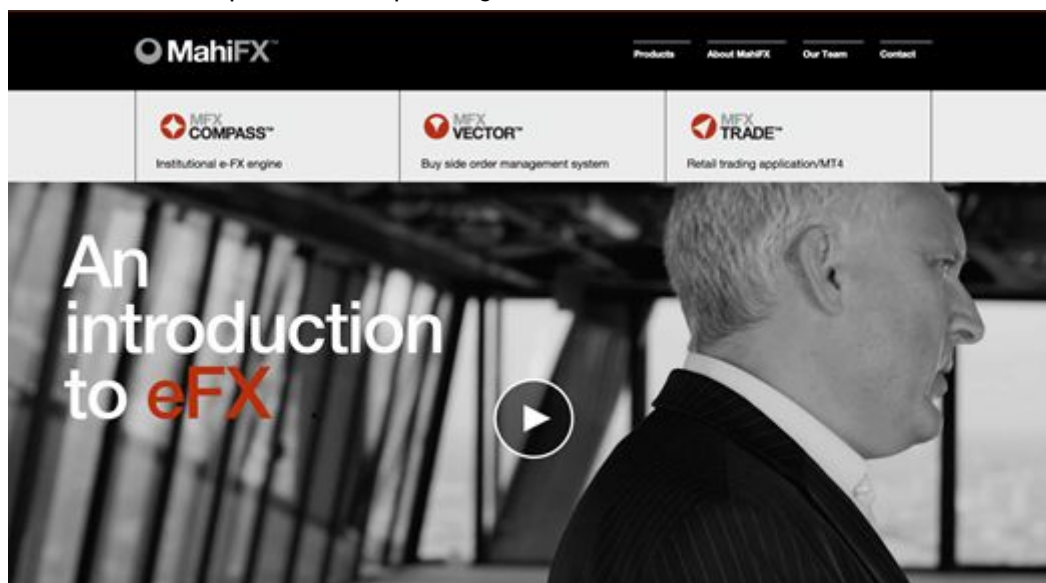 MahiFX™
Products About MahiFX Our Team Contact
MFX
COMPASS™
Institutional e-FX engine
MFX
VECTOR™
Buy side order management system
MFX
TRADE™
Retail trading application/MT4
An
introduction
to eFX